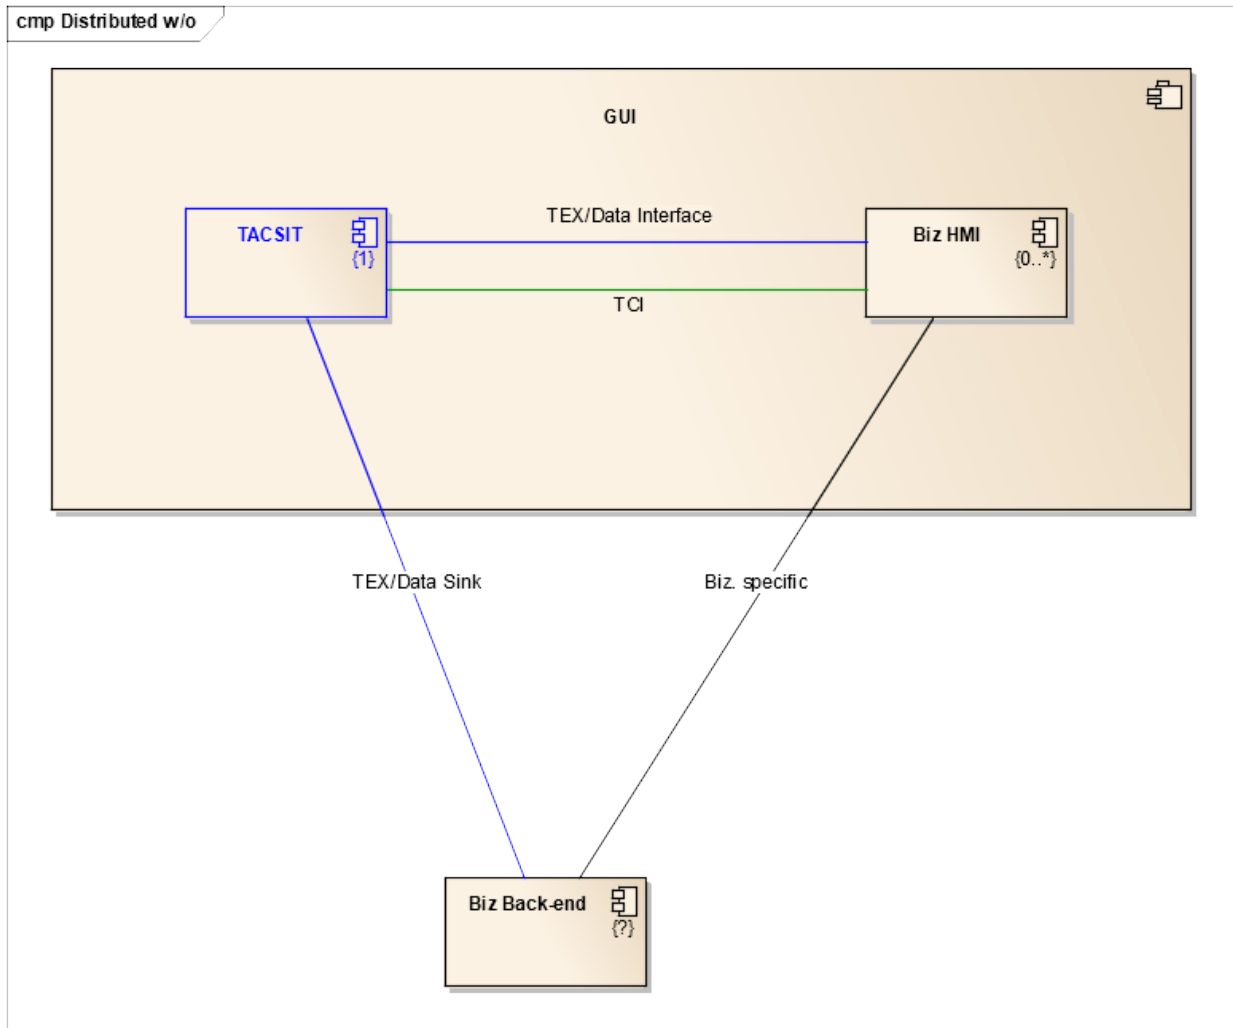 cmp Distributed w/o
GUI
TEX/Data Interface
TACSIT
{1}
Biz HMI
{0..*}
TCI
TEX/Data Sink
Biz. specific
Biz Back-end
{?}